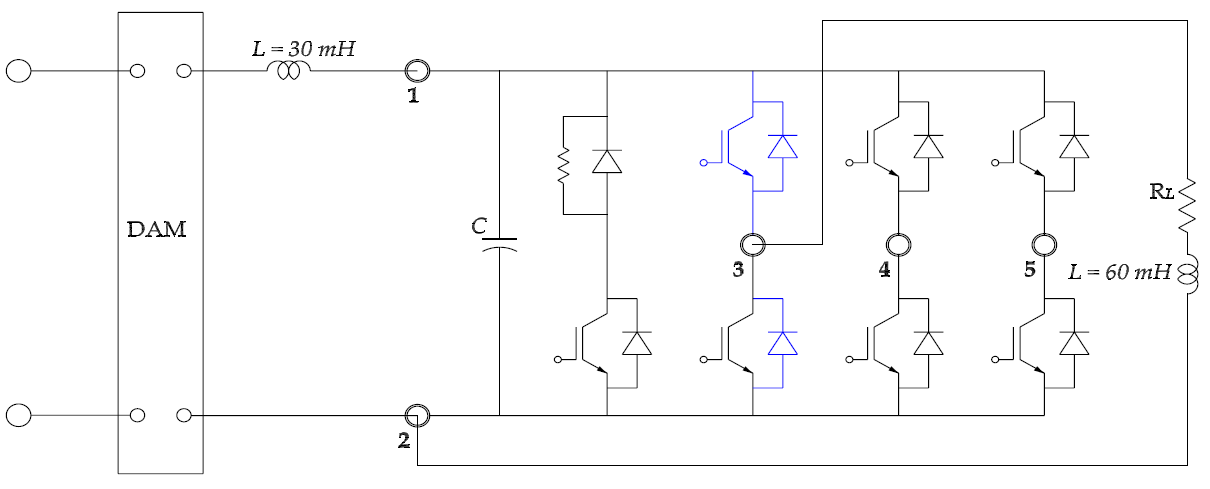 L = 30 mH
1
RL
DAM
C
3
4
5
L = 60 mH
2